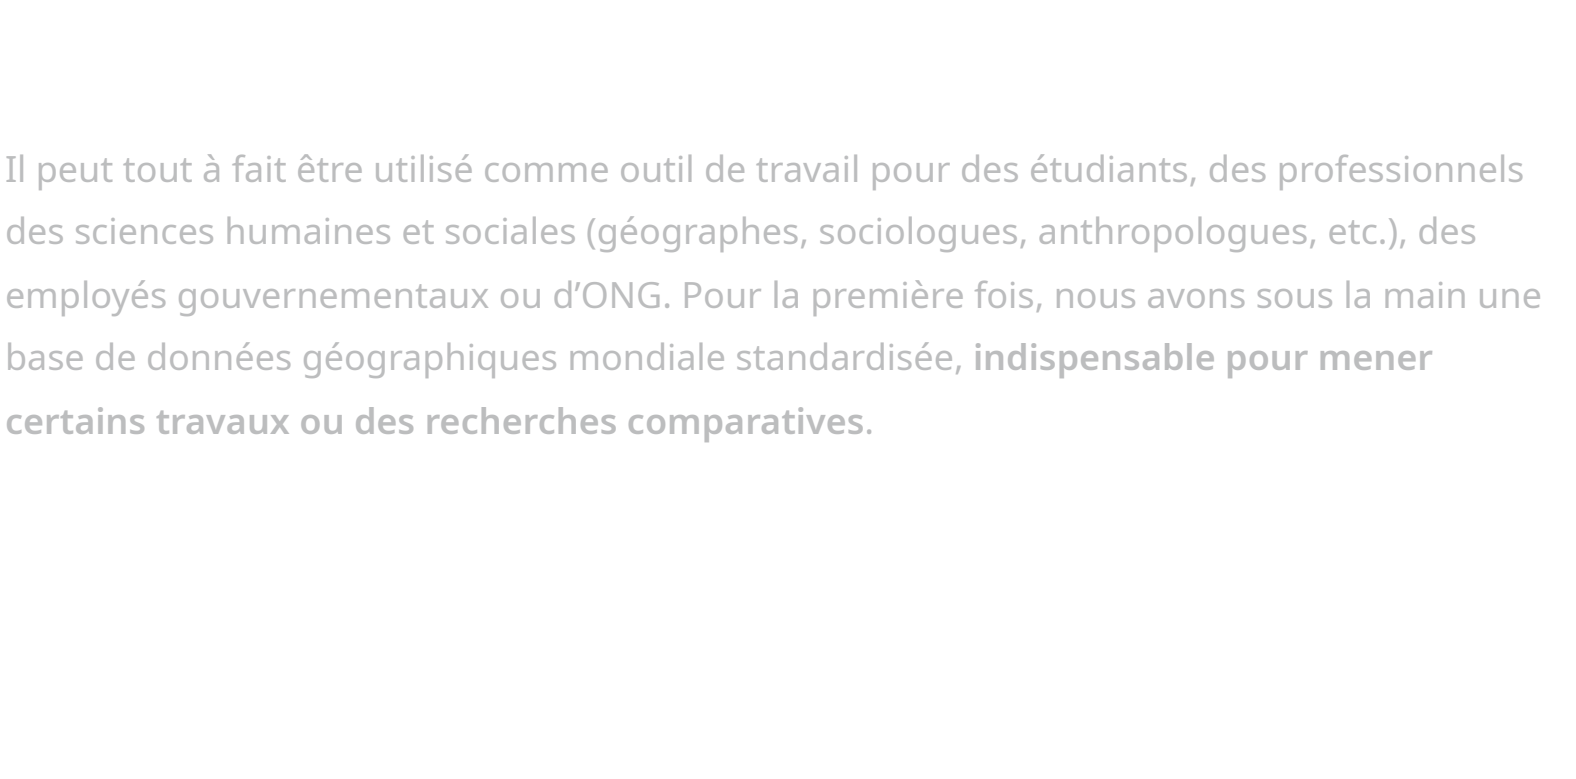 Il peut tout à fait être utilisé comme outil de travail pour des étudiants, des professionnels
des sciences humaines et sociales (géographes, sociologues, anthropologues, etc.), des
employés gouvernementaux ou d’ONG. Pour la première fois, nous avons sous la main une
base de données géographiques mondiale standardisée, indispensable pour mener
certains travaux ou des recherches comparatives.